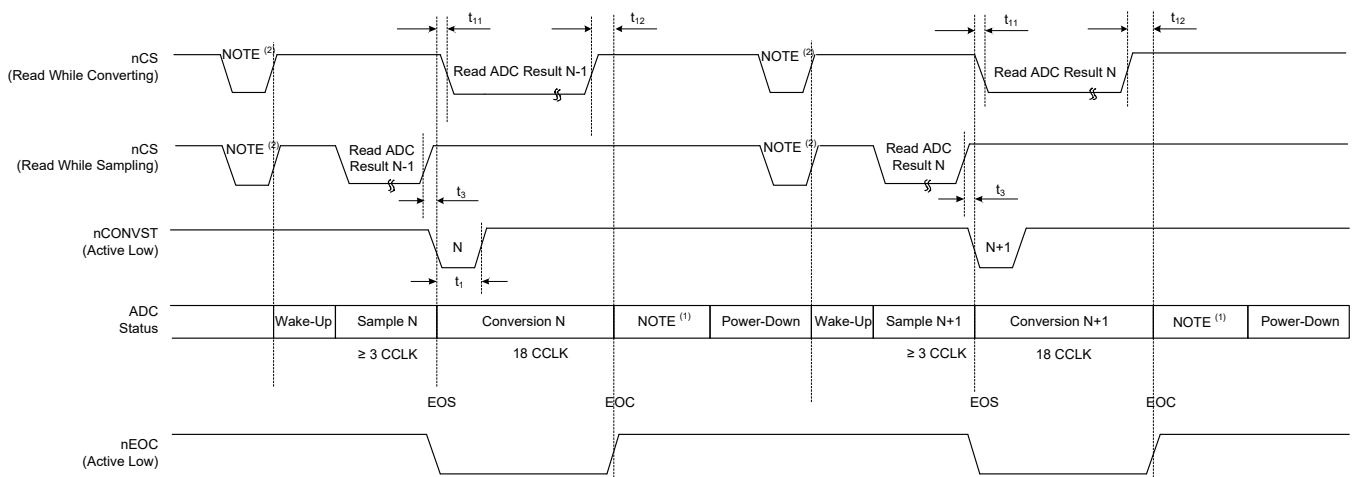 t11 t12 t11 t12
nCS
(Read While Converting)
NOTE (2)
Read ADC Result N-1
NOTE (2)
Read ADC Result N
nCS
(Read While Sampling)
NOTE (2)
Read ADC
Result N-1
NOTE (2)
Read ADC
Result N
t3 t3
nCONVST
(Active Low)
N N+1
t1
ADC
Status
Wake-Up Sample N Conversion N NOTE (1) Power-Down Wake-Up Sample N+1 Conversion N+1 NOTE (1) Power-Down
≥ 3 CCLK 18 CCLK ≥ 3 CCLK 18 CCLK
EOS EOC EOS EOC
nEOC
(Active Low)